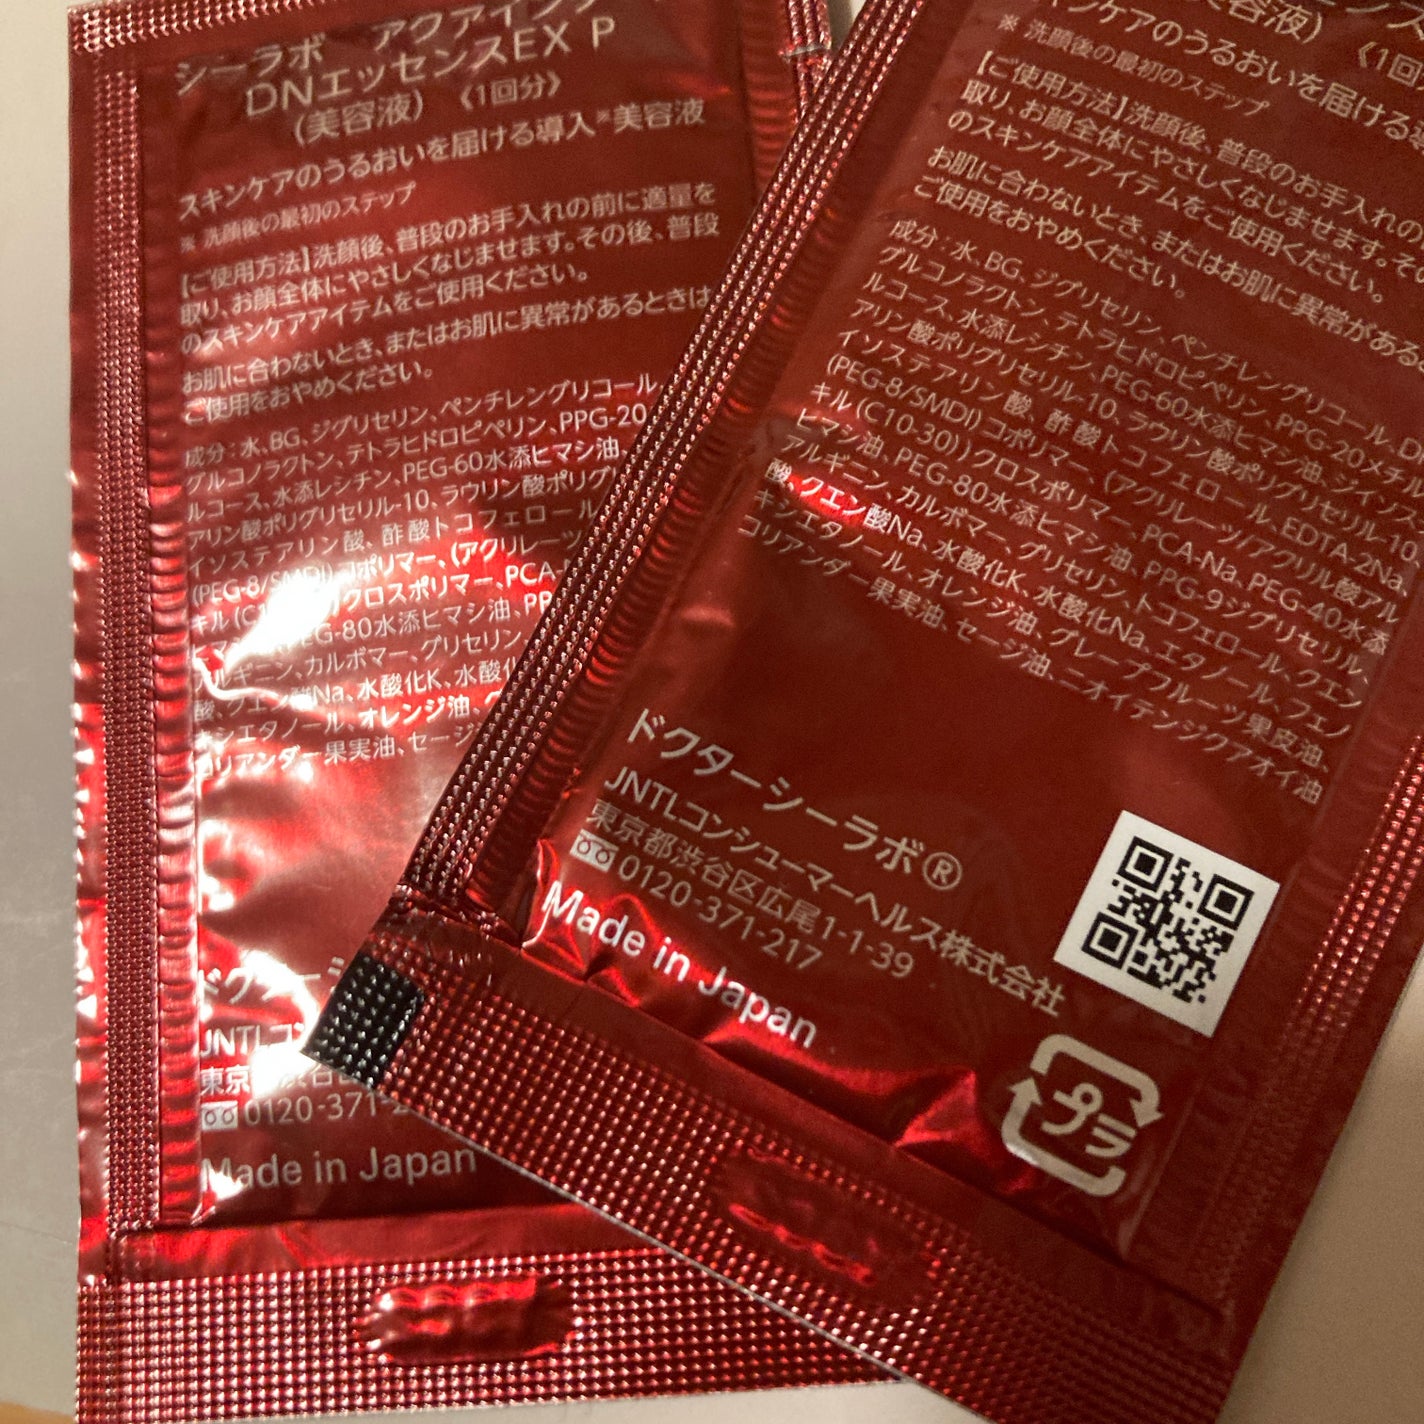 シーラボ アクアイン
DNエッセンスEX P
(美容液) 《1回分》
スキンケアのうるおいを届ける導入※美容液
※ 洗顔後の最初のステップ
【ご使用方法】洗顔後、普段のお手入れの前に適量を
取り、お顔全体にやさしくなじませます。その後、普段
のスキンケアアイテムをご使用ください。
お肌に合わないとき、またはお肌に異常があるときは
ご使用をおやめください。
成分:水、BG、ジグリセリン、ペンチレングリコール、
グルコノラクトン、テトラヒドロピペリン、PPG-20
ルコース、水添レシチン、PEG-60水添ヒマシ油、
アリン酸ポリグリセリル-10、ラウリン酸ポリグ
イソステアリン酸、酢酸トコフェロール
(PEG-8/SMDI)コポリマー、(アクリレーツ
キル(C1 クロスポリマー、PCA-
PEG-80水添ヒマシ油、PP
アルギニン、カルボマー、グリセリン、
酸、クエン酸Na、水酸化K、水酸化
キシエタノール、オレンジ油、
コリアンダー果実油、セージ
ドクターシ
JNTLコン
東京都渋谷
0120-371-2
Made in Japan
美容液) 《1回
キンケアのうるおいを届ける導
※ 洗顔後の最初のステップ
【ご使用方法】洗顔後、普段のお手入れの
取り、お顔全体にやさしくなじませます。そ
のスキンケアアイテムをご使用ください。
お肌に合わないとき、またはお肌に異常がある
ご使用をおやめください。
成分:水、BG、ジグリセリン、ペンチレングリコール、D
グルコノラクトン、テトラヒドロピペリン、PPG-20メチル
ルコース、水添レシチン、PEG-60水添ヒマシ油、ジイソス
アリン酸ポリグリセリル-10、ラウリン酸ポリグリセリル-10
イソステアリン酸、酢酸トコフェロール、EDTA-2Na
(PEG-8/SMDI)コポリマー、(アクリレーツ/アクリル酸アル
キル(C10-30))クロスポリマー、PCA-Na、PEG-40水添
ヒマシ油、PEG-80水添ヒマシ油、PPG-9ジグリセリル、
アルギニン、カルボマー、グリセリン、トコフェロール、クエン
酸、クエン酸Na、水酸化K、水酸化Na、エタノール、フェノ
キシエタノール、オレンジ油、グレープフルーツ果皮油、
コリアンダー果実油、セージ油、ニオイテンジクアオイ油
ドクターシーラボ®
JNTLコンシューマーヘルス株式会社
東京都渋谷区広尾1-1-39
0120-371-217
Made in Japan
プラ